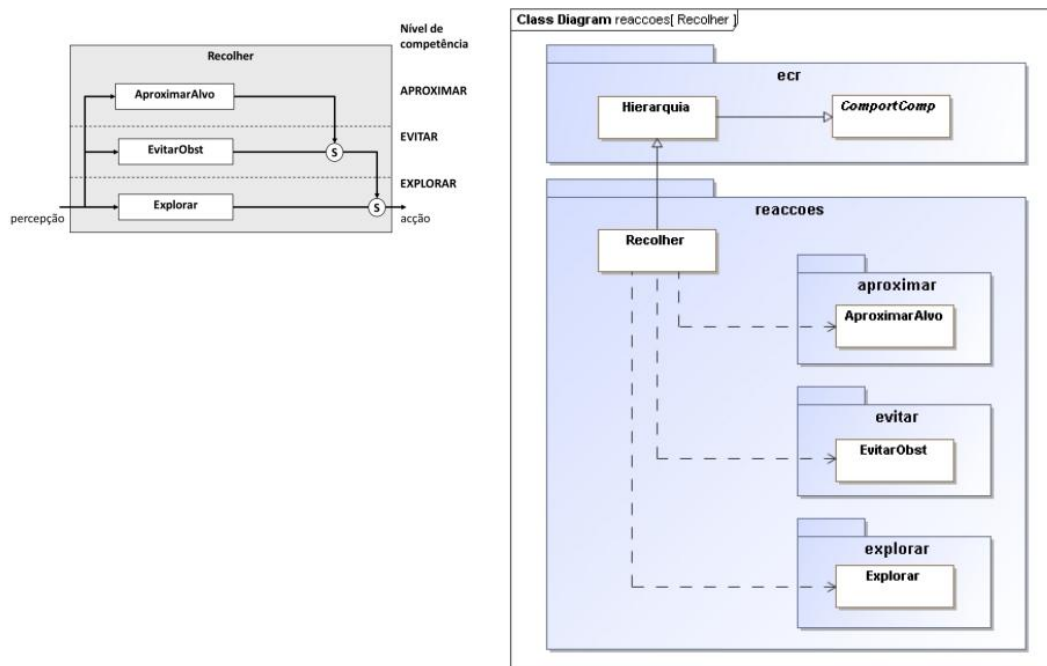 Nível de
competência
Recolher
AproximarAlvo
APROXIMAR
EVITAR
EvitarObst
S
EXPLORAR
Explorar
S
percepção
acção
Class Diagram reaccoes[ Recolher ]
ecr
Hierarquia
ComportComp
reaccoes
Recolher
aproximar
AproximarAlvo
evitar
EvitarObst
explorar
Explorar